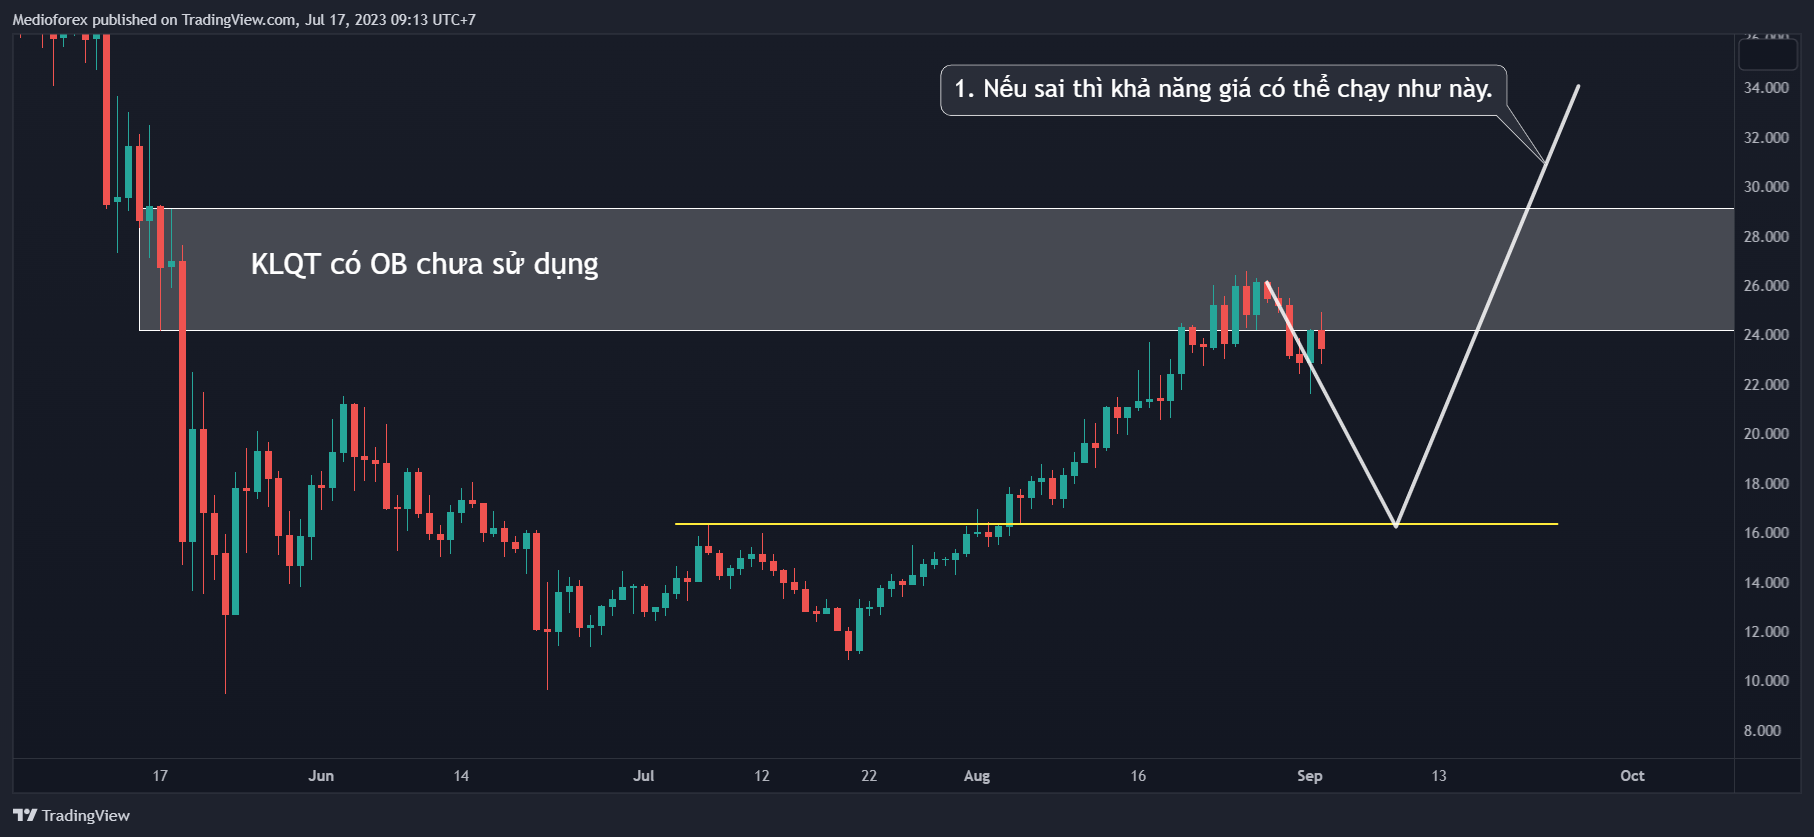 Medioforex published on TradingView.com, Jul 17, 2023 09:13 UTC+7
1. Nếu sai thì khả năng giá có thể chạy như này.
KLQT có OB chưa sử dụng
34.000
32.000
30.000
28.000
26.000
24.000
22.000
20.000
18.000
16.000
14.000
12.000
10.000
8.000
17 Jun 14 Jul 12 22 Aug 16 Sep 13 Oct
TradingView